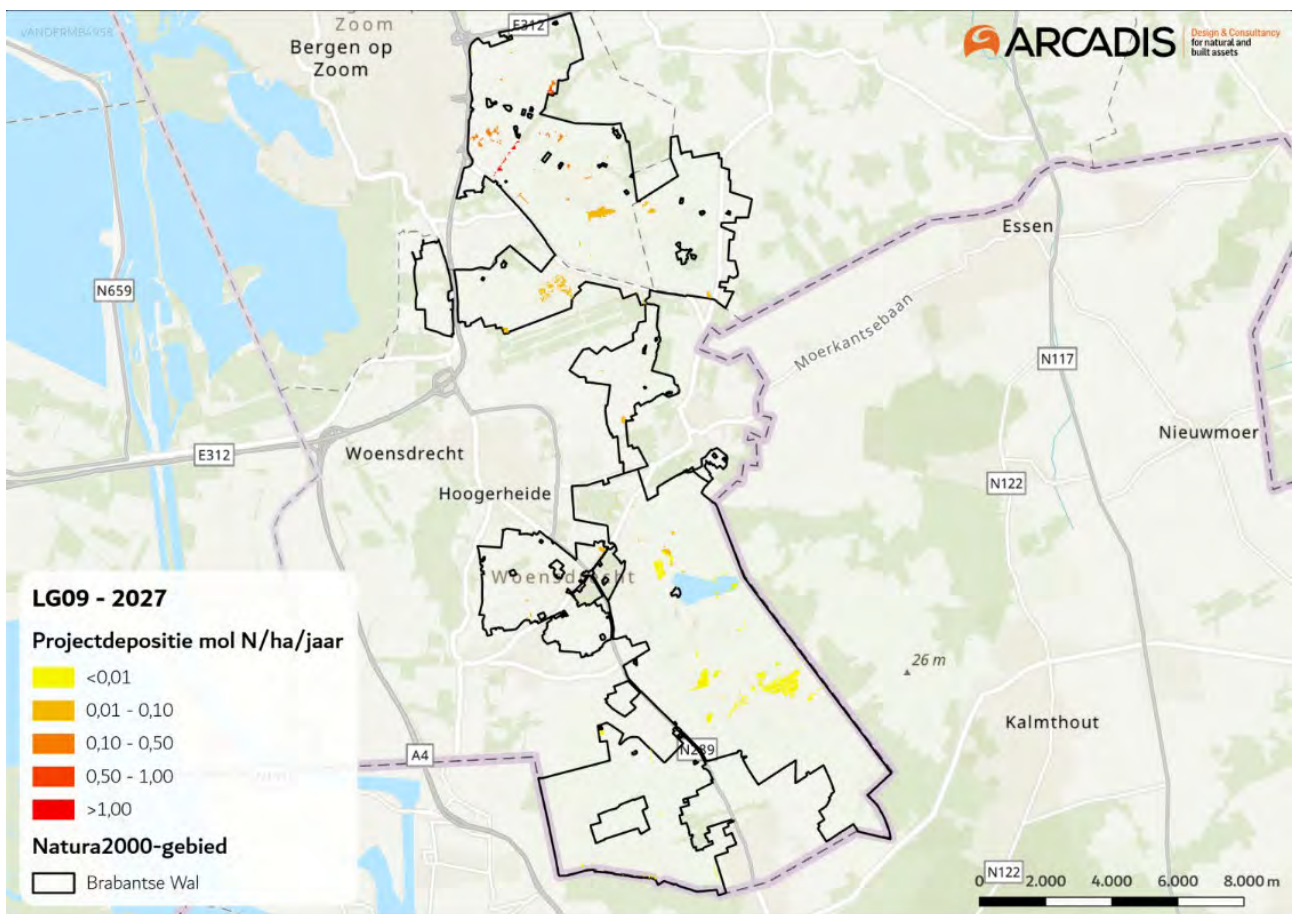 VANDERMB4958
Zoom
E312
Bergen op
Zoom
ARCADIS
Design & Consultancy
for natural and
built assets
N659
Essen
Moerkantsebaan
N117
E312
Woensdrecht
Nieuwmoer
Hoogerheide
N122
Woensdrecht
LG09 - 2027
Projectdepositie mol N/ha/jaar
<0,01
0,01 - 0,10
0,10 - 0,50
0,50 - 1,00
>1,00
Natura2000-gebied
Brabantse Wal
26 m
Kalmthout
A4
N289
N122
0 2.000 4.000 6.000 8.000 m